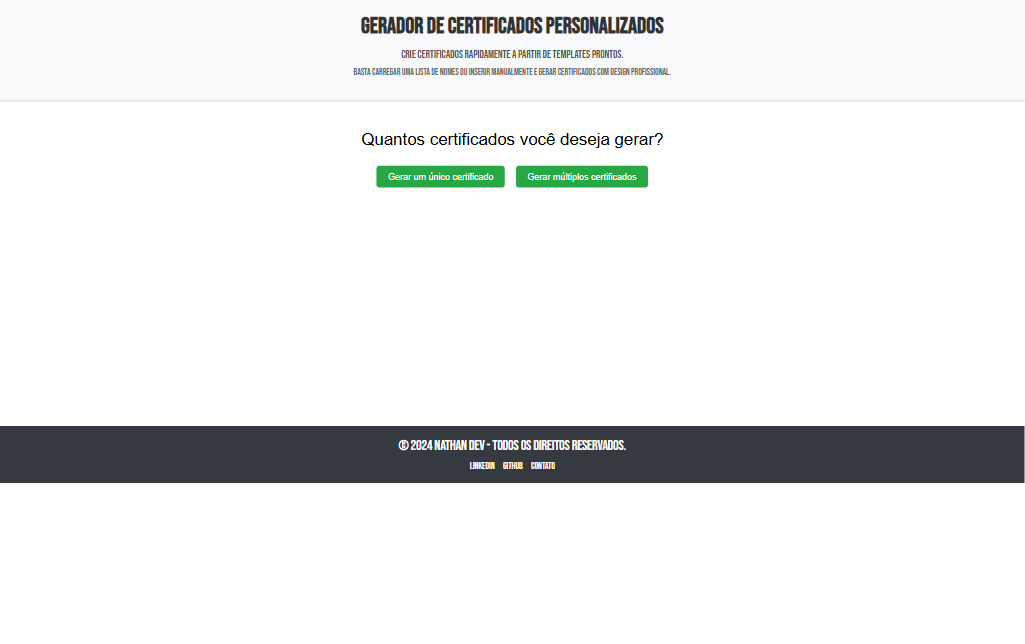 GERADOR DE CERTIFICADOS PERSONALIZADOS
CRIE CERTIFICADOS RAPIDAMENTE A PARTIR DE TEMPLATES PRONTOS.
BASTA CARREGAR UMA LISTA DE NOMES OU INSERIR MANUALMENTE E GERAR CERTIFICADOS COM DESIGN PROFISSIONAL.
Quantos certificados você deseja gerar?
Gerar um único certificado Gerar múltiplos certificados
© 2024 NATHAN DEV - TODOS OS DIREITOS RESERVADOS.
LINKEDIN GITHUB CONTATO